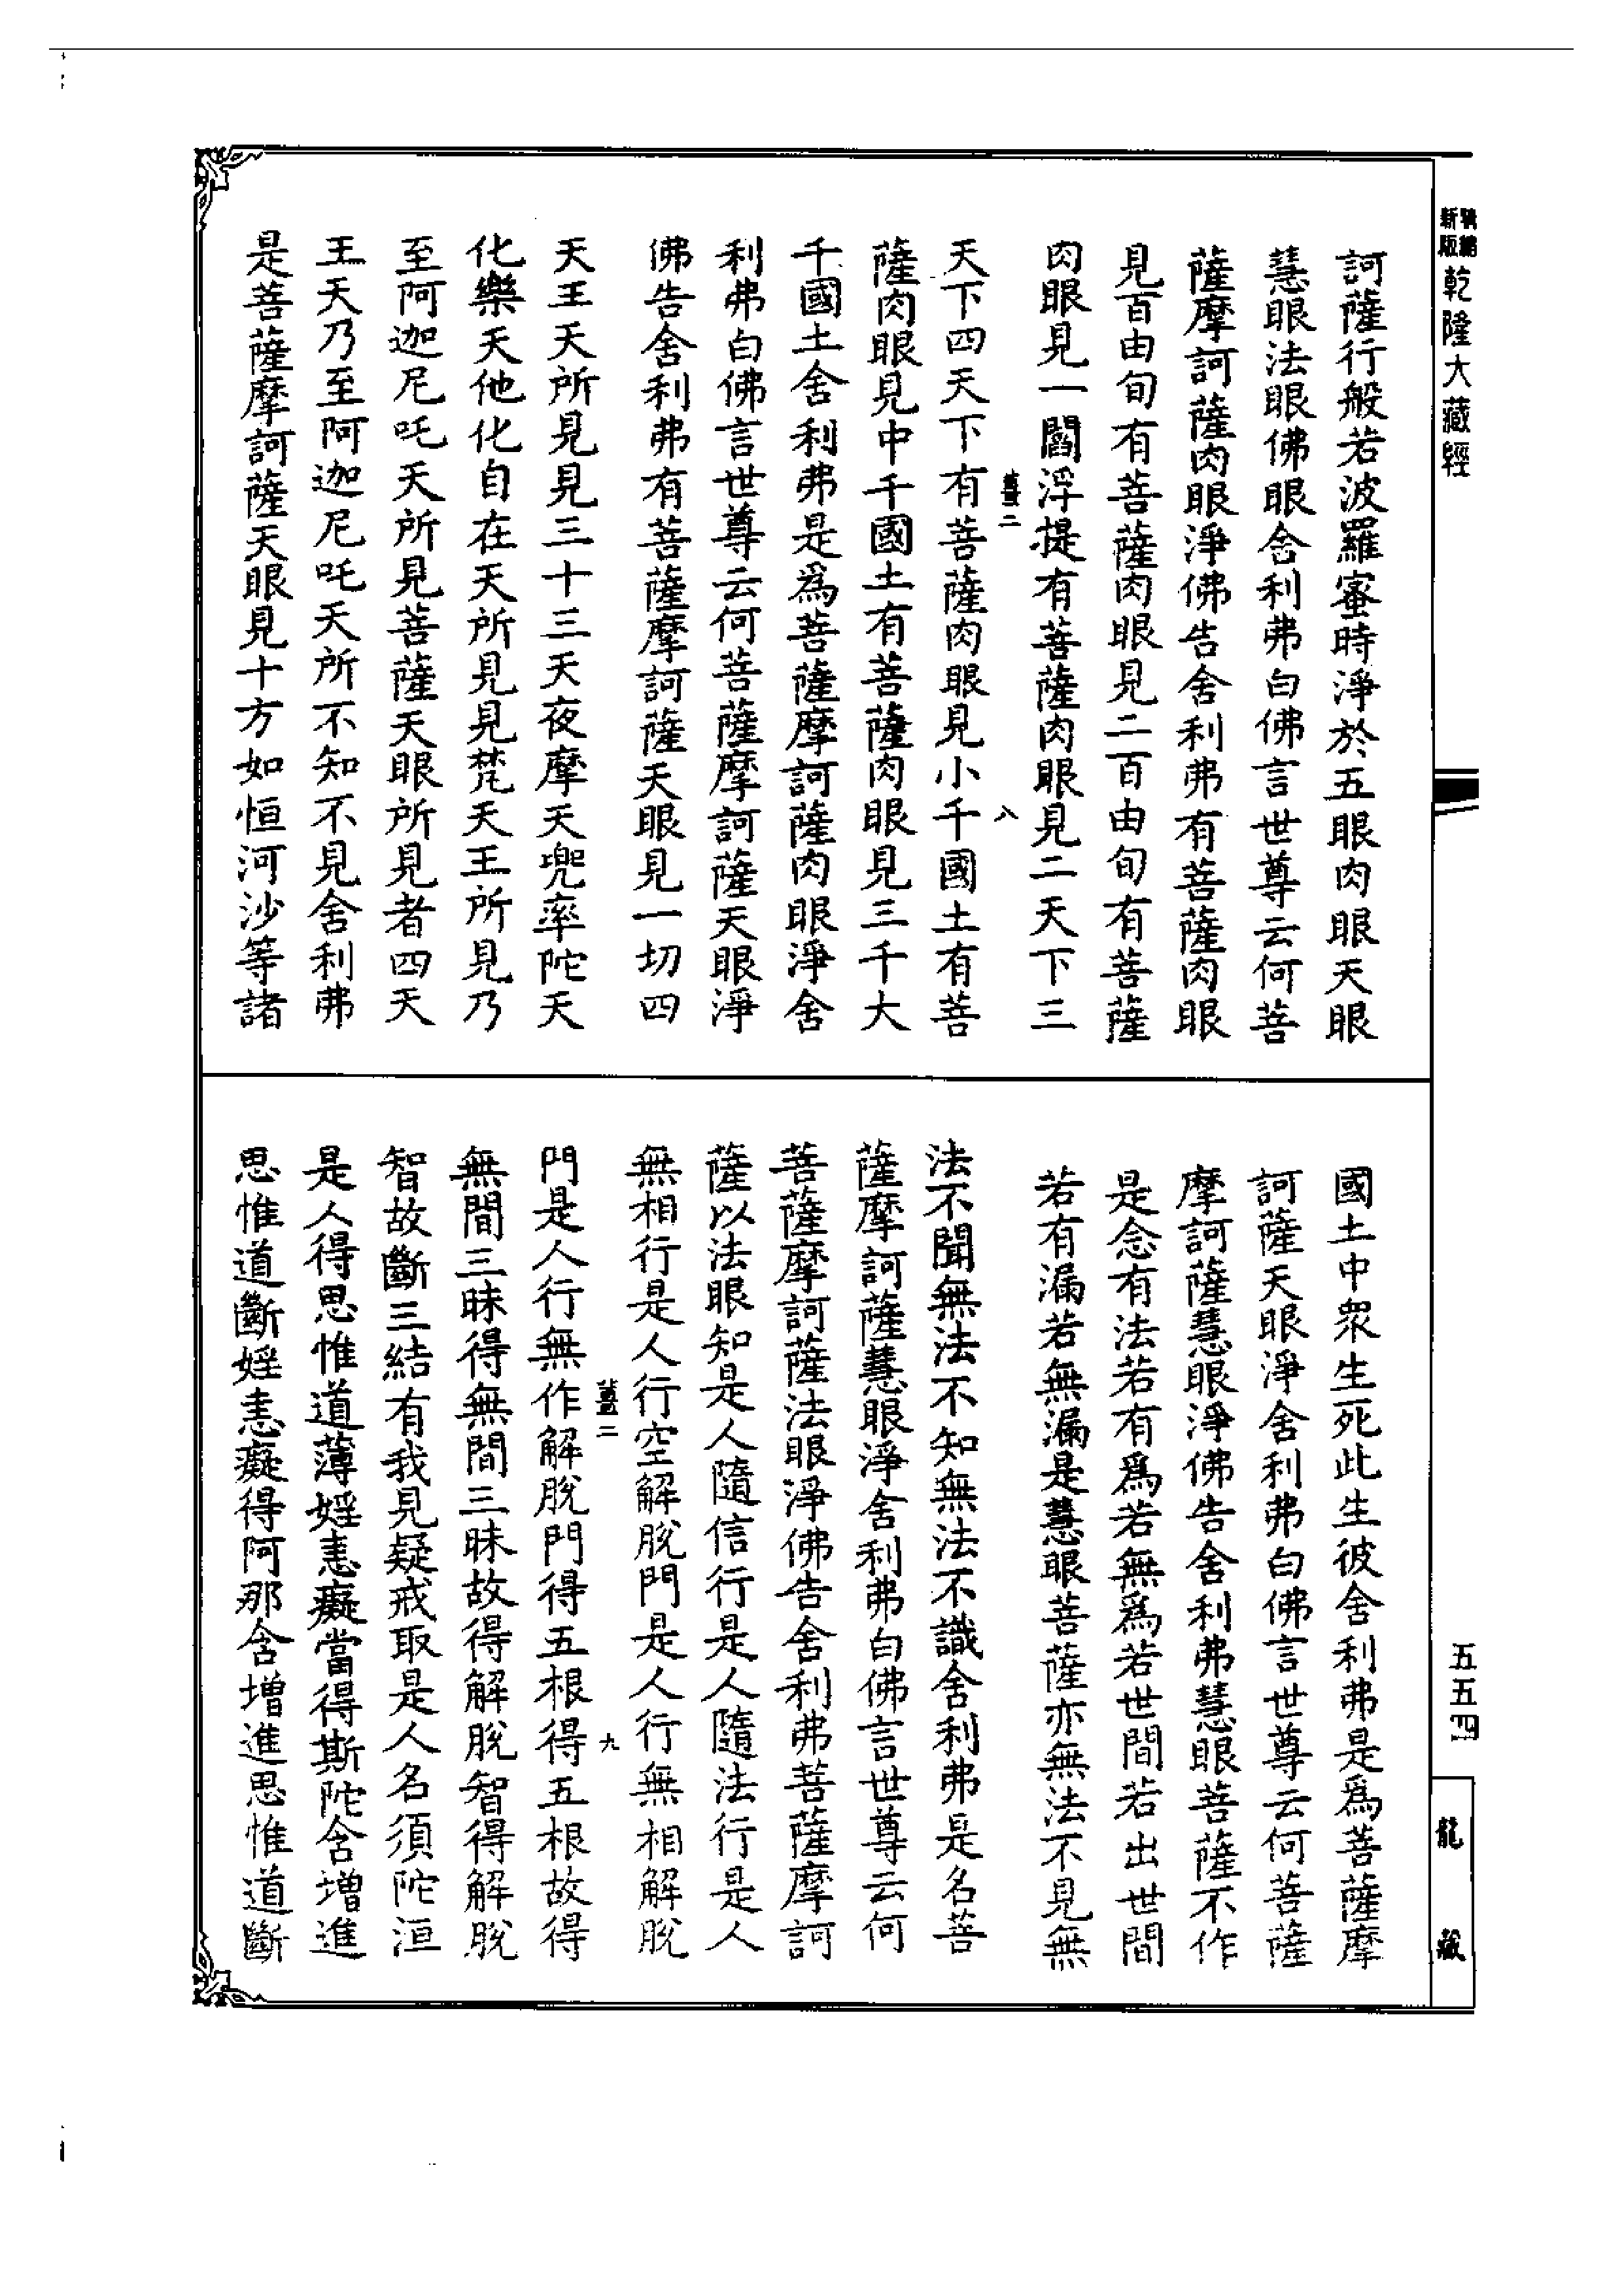 精縮新版
乾隆大藏經
訶薩行般若波羅蜜時淨於五眼肉眼天眼
慧眼法眼佛眼舍利弗白佛言世尊云何菩
薩摩訶薩肉眼淨佛告舍利弗有菩薩肉眼
見百由旬有菩薩肉眼見二百由旬有菩薩
肉眼見一閻浮提有菩薩肉眼見二天下三
八
天下四天下有菩薩肉眼見小千國土有菩
薩肉眼見中千國土有菩薩肉眼見三千大
千國土舍利弗是爲菩薩摩訶薩肉眼淨舍
利弗白佛言世尊云何菩薩摩訶薩天眼淨
佛告舍利弗有菩薩摩訶薩天眼見一切四
天王天所見見三十三天夜摩天兜率陀天
化樂天他化自在天所見見梵天王所見乃
至阿迦尼吒天所見菩薩天眼所見者四天
王天乃至阿迦尼吒天所不知不見舍利弗
是菩薩摩訶薩天眼見十方如恒河沙等諸
國土中衆生死此生彼舍利弗是爲菩薩摩
訶薩天眼淨舍利弗白佛言世尊云何菩薩
摩訶薩慧眼淨佛告舍利弗慧眼菩薩不作
是念有法若有爲若無爲若世間若出世間
若有漏若無漏是慧眼菩薩亦無法不見無
法不聞無法不知無法不識舍利弗是名菩
薩摩訶薩慧眼淨舍利弗白佛言世尊云何
菩薩摩訶薩法眼淨佛告舍利弗菩薩摩訶
薩以法眼知是人隨信行是人隨法行是人
無相行是人行空解脫門是人行無相解脫
九
門是人行無作解脫門得五根得五根故得
無間三昧得無間三昧故得解脫智得解脫
智故斷三結有我見疑戒取是人名須陀洹
是人得思惟道薄婬恚癡當得斯陀含增進
思惟道斷婬恚癡得阿那含增進思惟道斷
五五四
龍藏